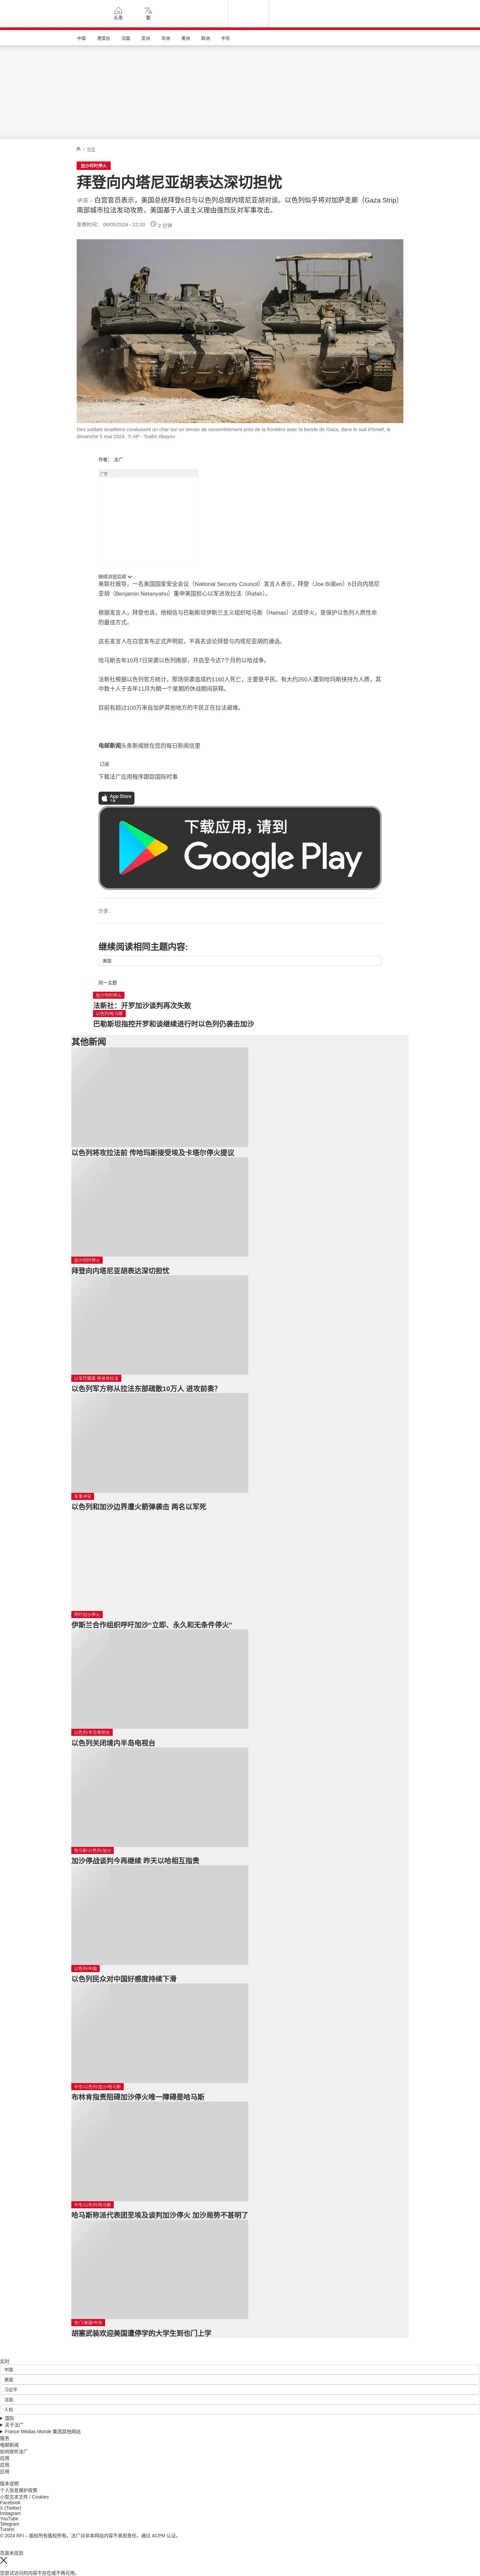 头条
繁
中国
港澳台
法国
亚洲
非洲
美洲
欧洲
中东
/ 中东
加沙何时停火
拜登向内塔尼亚胡表达深切担忧
中东 – 白宫官员表示，美国总统拜登6日与以色列总理内塔尼亚胡对谈。以色列似乎将对加萨走廊（Gaza Strip）
南部城市拉法发动攻势，美国基于人道主义理由强烈反对军事攻击。
发表时间： 06/05/2024 - 22:20
2 分钟
Des soldats israéliens conduisent un char sur un terrain de rassemblement près de la frontière avec la bande de Gaza, dans le sud d'Israël, le
dimanche 5 mai 2024. © AP - Tsafrir Abayov
作者： 法广
广告
继续浏览后续
美联社报导，一名美国国家安全会议（National Security Council）发言人表示，拜登（Joe Bi谈en）6日向内塔尼
亚胡（Benjamin Netanyahu）重申美国担心以军进攻拉法（Rafah）。
根据发言人，拜登也说，他相信与巴勒斯坦伊斯兰主义组织哈马斯（Hamas）达成停火，是保护以色列人质性命
的最佳方式。
这名发言人在白宫发布正式声明前，不具名谈论拜登与内塔尼亚胡的通话。
哈马斯去年10月7日突袭以色列南部，开启至今达7个月的以哈战争。
法新社根据以色列官方统计，那场突袭造成约1160人死亡，主要是平民。有大约250人遭到哈玛斯挟持为人质，其
中数十人于去年11月为期一个星期的休战期间获释。
目前有超过100万来自加萨其他地方的平民正在拉法避难。
电邮新闻头条新闻就在您的每日新闻信里
订阅
下载法广应用程序跟踪国际时事
App Store
下载应用，请到
Google Play
分享 :
继续阅读相同主题内容:
美国
同一主题
加沙何时停火
法新社：开罗加沙谈判再次失败
以色列/哈马斯
巴勒斯坦指控开罗和谈继续进行时以色列仍袭击加沙
其他新闻
以色列将攻拉法前 传哈玛斯接受埃及卡塔尔停火提议
加沙何时停火
拜登向内塔尼亚胡表达深切担忧
以军歼撤离 将进攻拉法
以色列军方称从拉法东部疏散10万人 进攻前奏?
军事冲突
以色列和加沙边界遭火箭弹袭击 两名以军死
呼吁加沙停火
伊斯兰合作组织呼吁加沙“立即、永久和无条件停火”
以色列/半岛电视台
以色列关闭境内半岛电视台
哈马斯/以色列/加沙
加沙停战谈判今再继续 昨天以哈相互指责
以色列/中国
以色列民众对中国好感度持续下滑
中东/以色列/加沙/哈马斯
布林肯指责阻碍加沙停火唯一障碍是哈马斯
中东/以色列/哈马斯
哈马斯称派代表团至埃及谈判加沙停火 加沙局势不甚明了
也门/美国/中东
胡塞武装欢迎美国遭停学的大学生到也门上学
实时
中国
美国
习近平
法国
人权
国际
关于法广
France Médias Monde 集团其他网站
服务
电邮新闻
如何收听法广
应用
应用
应用
版本说明
个人信息保护政策
小型文本文件 / Cookies
Facebook
X (Twitter)
Instagram
YouTube
Telegram
TuneIn
© 2024 RFI – 版权所有版权所有。法广对非本网站内容不承担责任。通过 ACPM 认证。
页面未找到
您尝试访问的内容不存在或不再可用。